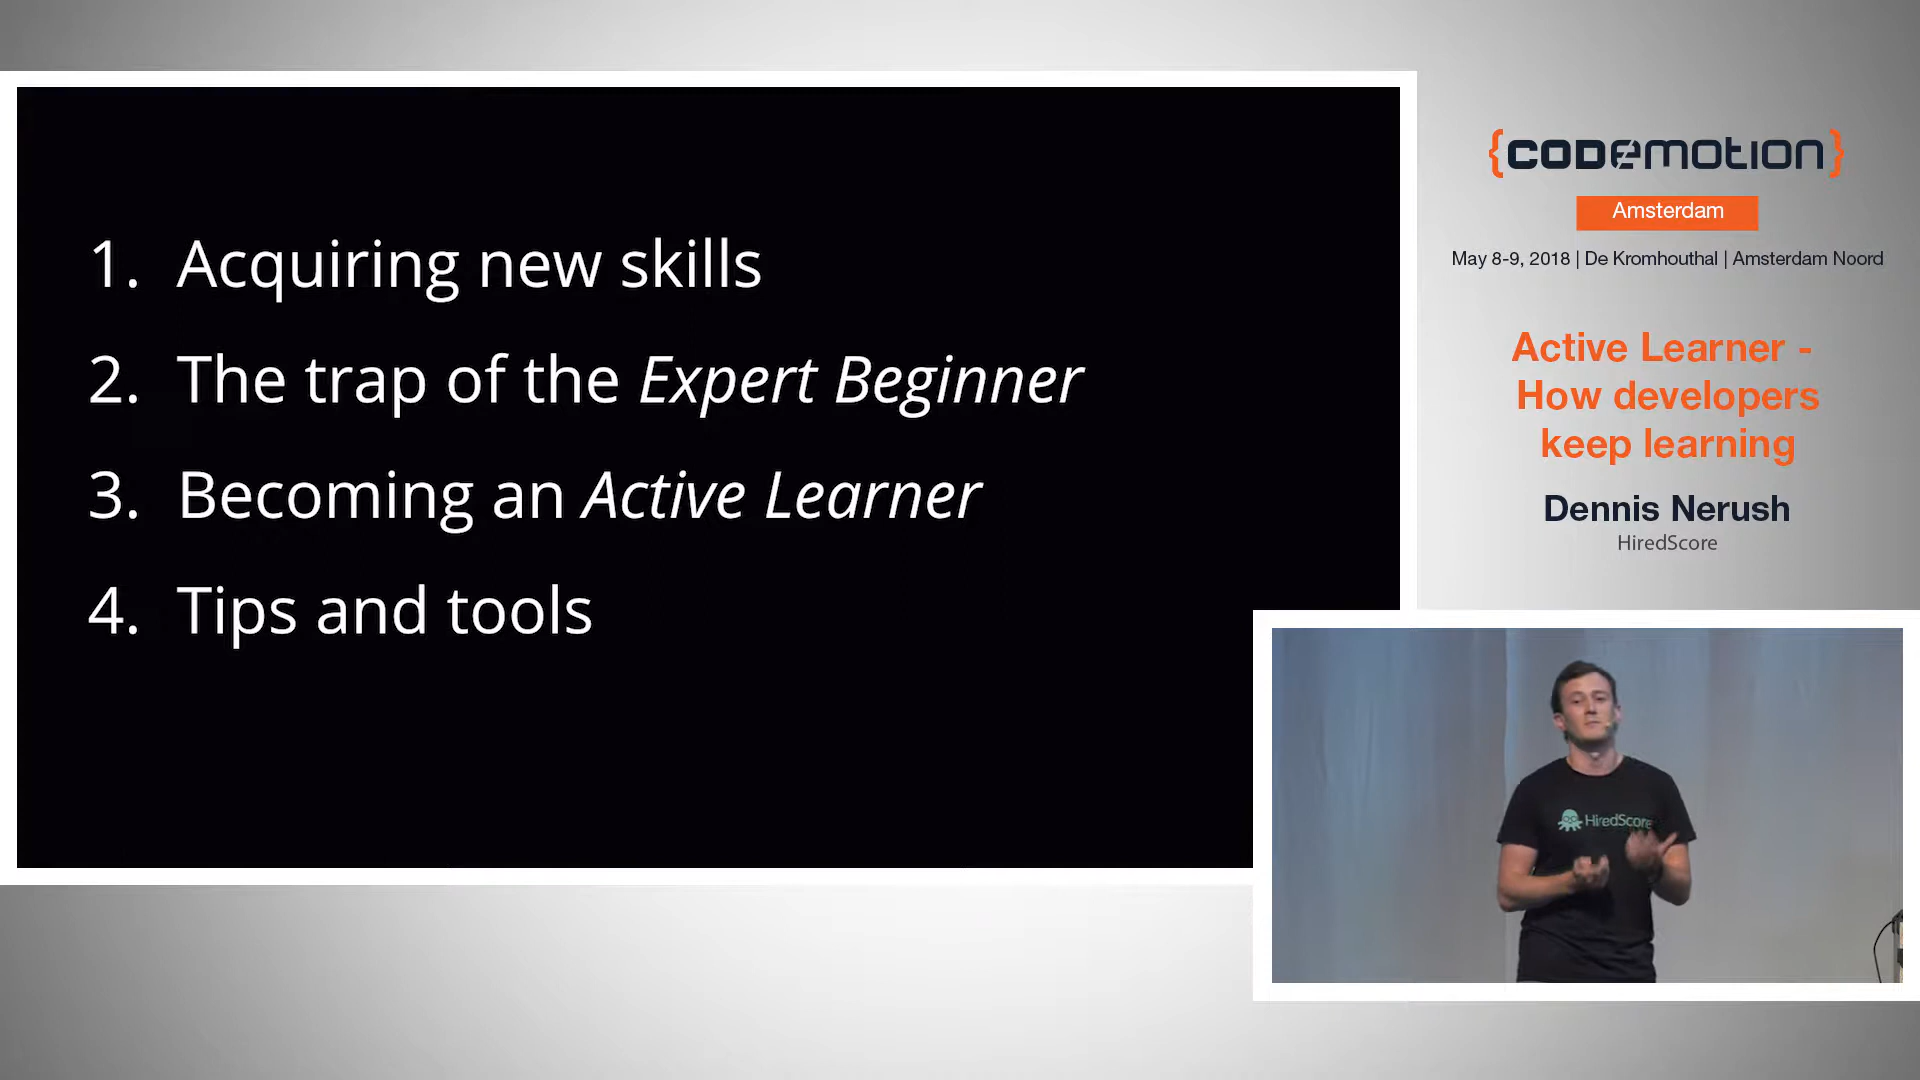 1. Acquiring new skills
2. The trap of the Expert Beginner
3. Becoming an Active Learner
4. Tips and tools
{codemotion}
Amsterdam
May 8-9, 2018 | De Kromhouthal | Amsterdam Noord
Active Learner -
How developers
keep learning
Dennis Nerush
HiredScore
HiredScore